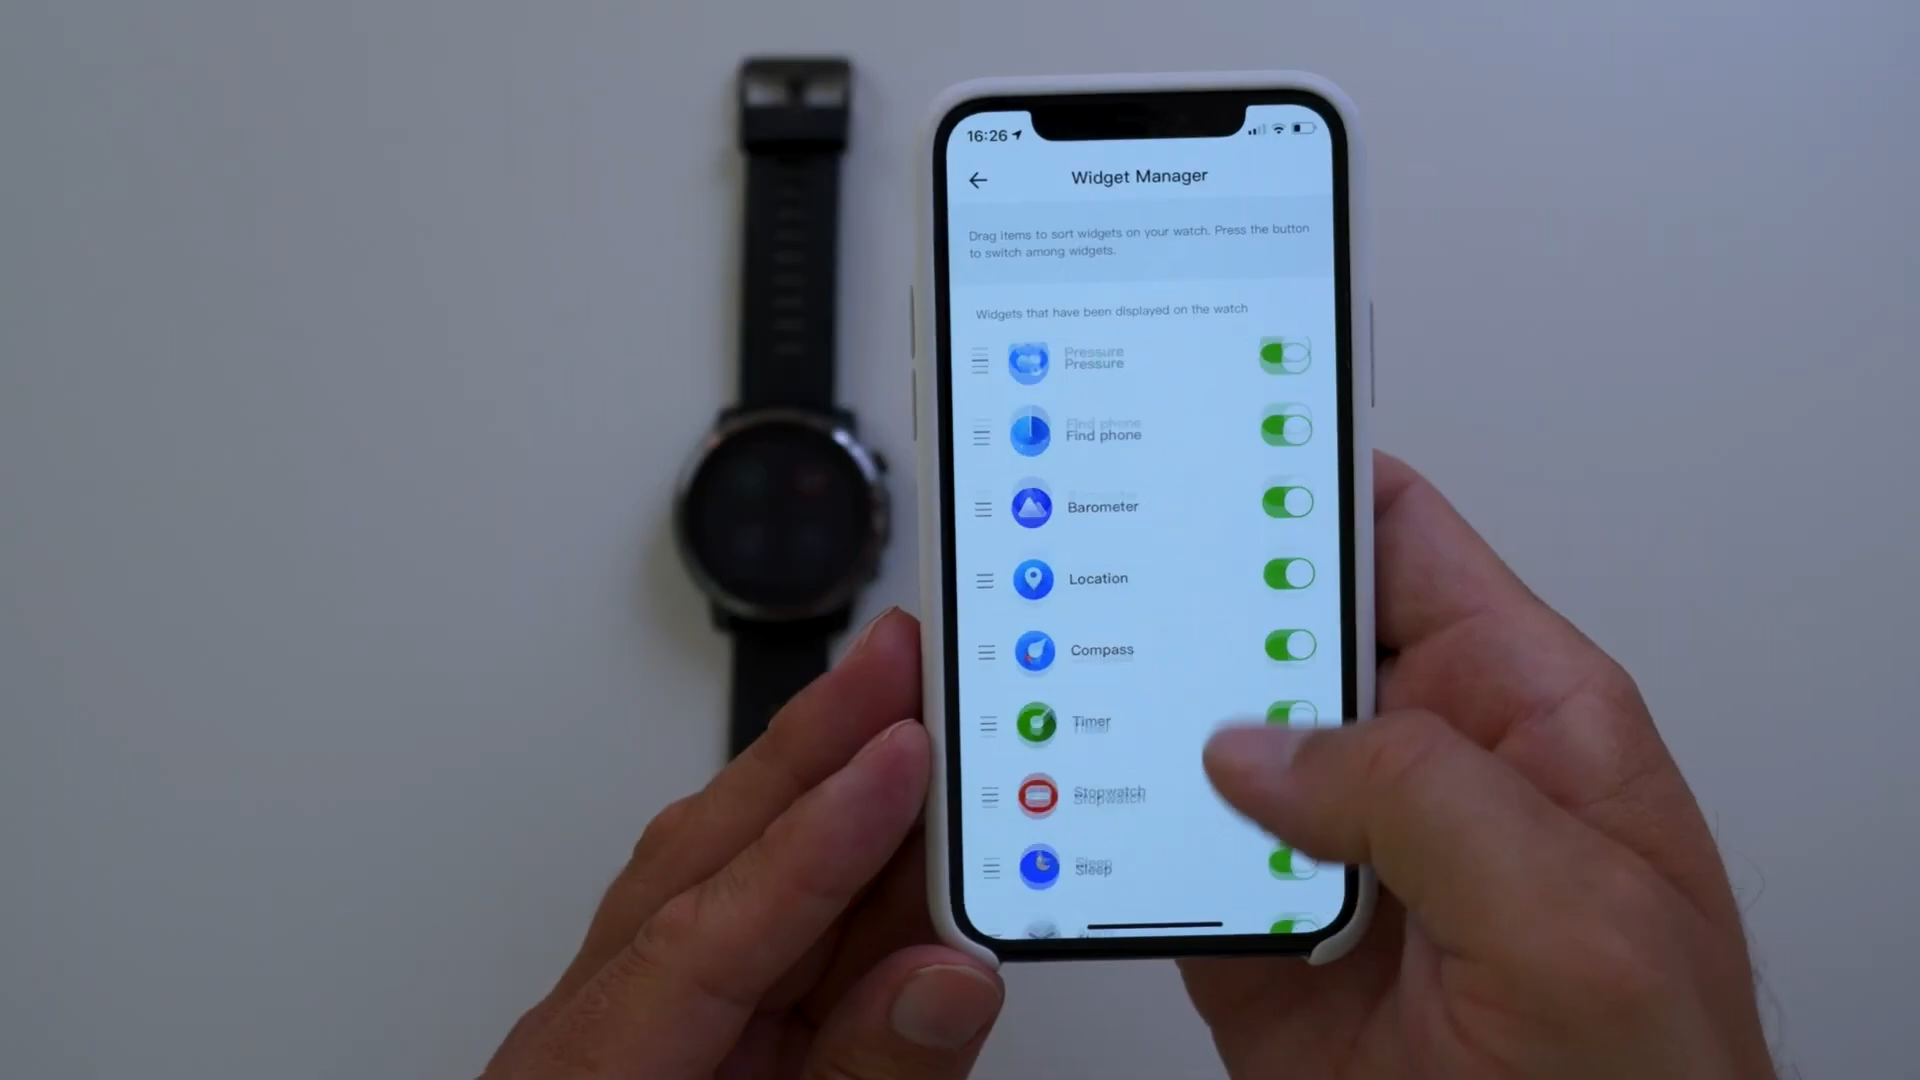 16:26
Widget Manager
Drag items to sort widgets on your watch. Press the button
to switch among widgets.
Widgets that have been displayed on the watch
Pressure
Find phone
Barometer
Location
Compass
Timer
Stopwatch
Sleep